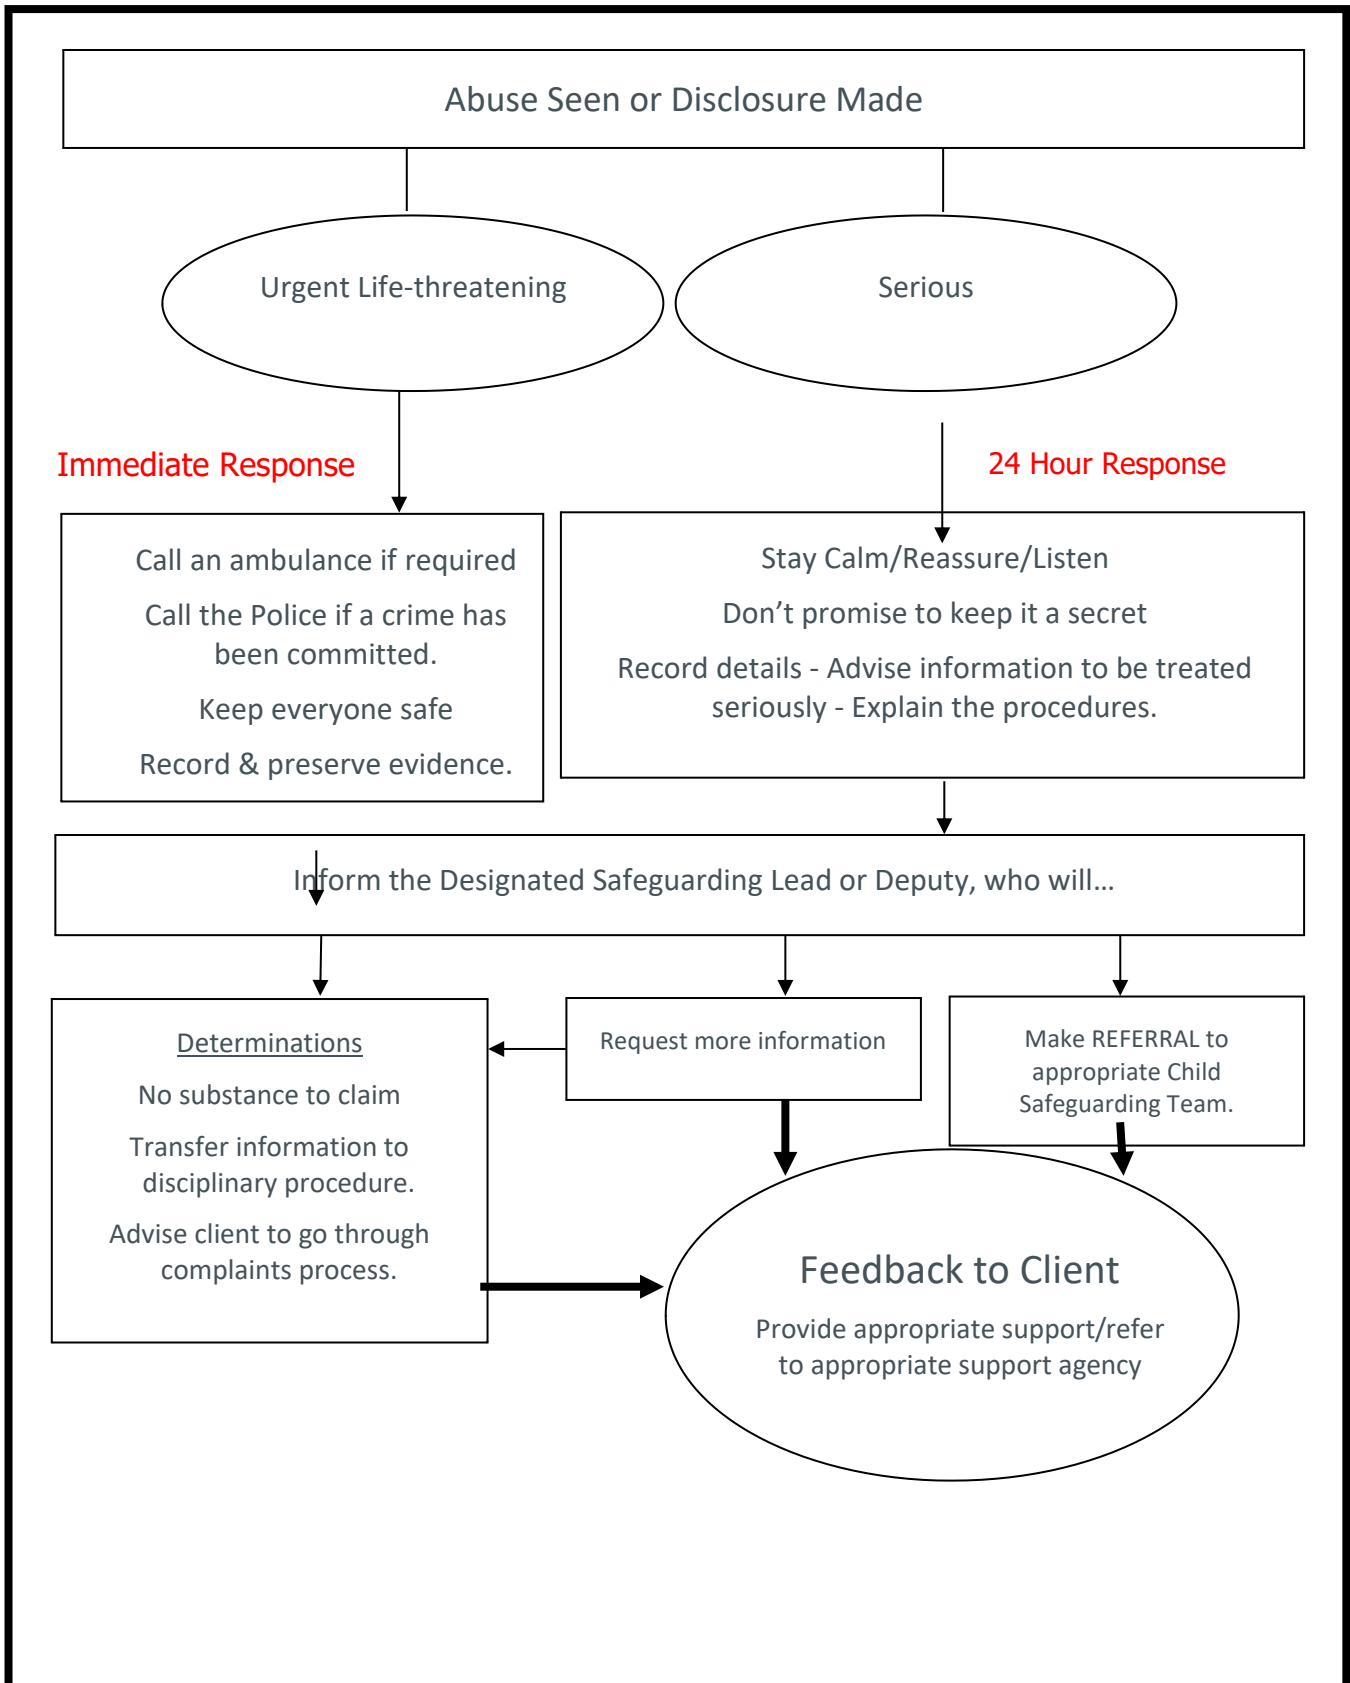 Abuse Seen or Disclosure Made
Urgent Life-threatening
Serious
Immediate Response
24 Hour Response
Call an ambulance if required
Call the Police if a crime has
been committed.
Keep everyone safe
Record & preserve evidence.
Stay Calm/Reassure/Listen
Don’t promise to keep it a secret
Record details - Advise information to be treated
seriously - Explain the procedures.
Inform the Designated Safeguarding Lead or Deputy, who will…
Determinations
No substance to claim
Transfer information to
disciplinary procedure.
Advise client to go through
complaints process.
Request more information
Make REFERRAL to
appropriate Child
Safeguarding Team.
Feedback to Client
Provide appropriate support/refer
to appropriate support agency